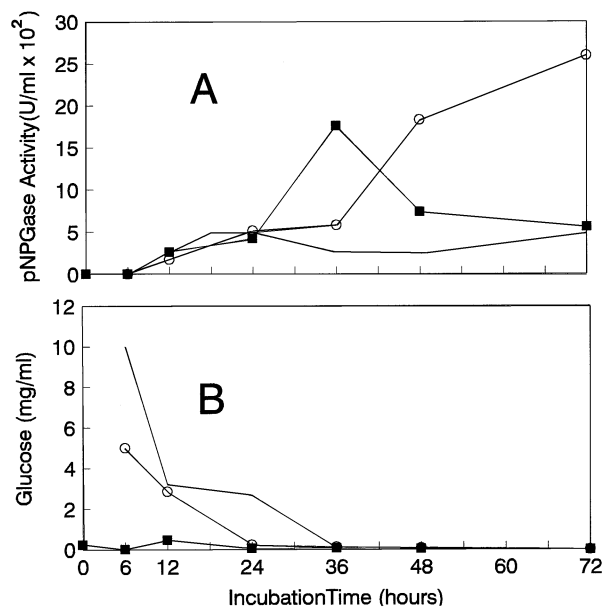 30
25
20
15
10
5
0
pNPGase Activity(U/ml x 10²)
A
12
10
8
6
4
2
0
Glucose (mg/ml)
B
0 6 12 24 36 48 60 72
IncubationTime (hours)